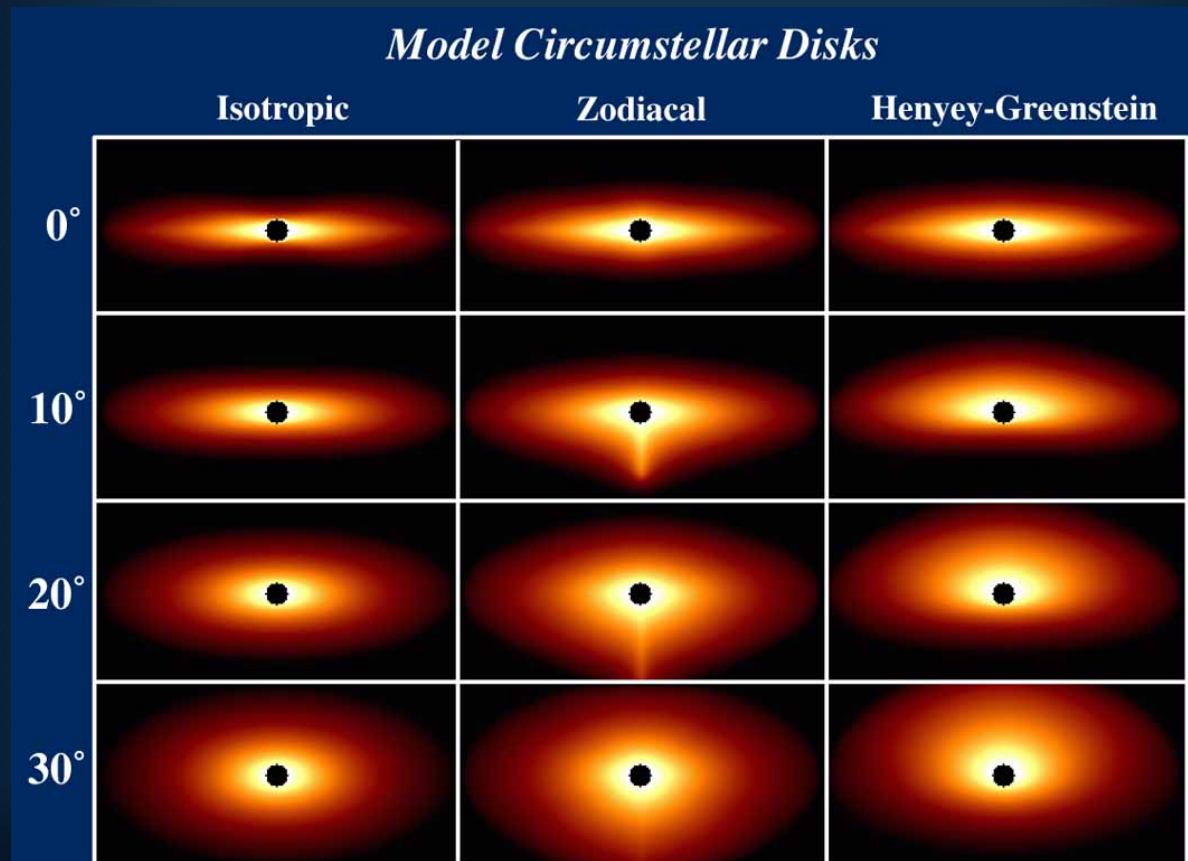 Model Circumstellar Disks
Isotropic Zodiacal Henyey-Greenstein
0°
10°
20°
30°